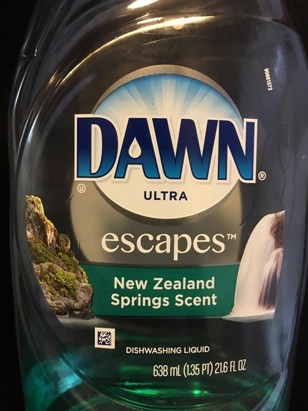 DAWN®
ULTRA
escapes™
New Zealand
Springs Scent
DISHWASHING LIQUID
638 mL (1.35 PT) 21.6 FL OZ